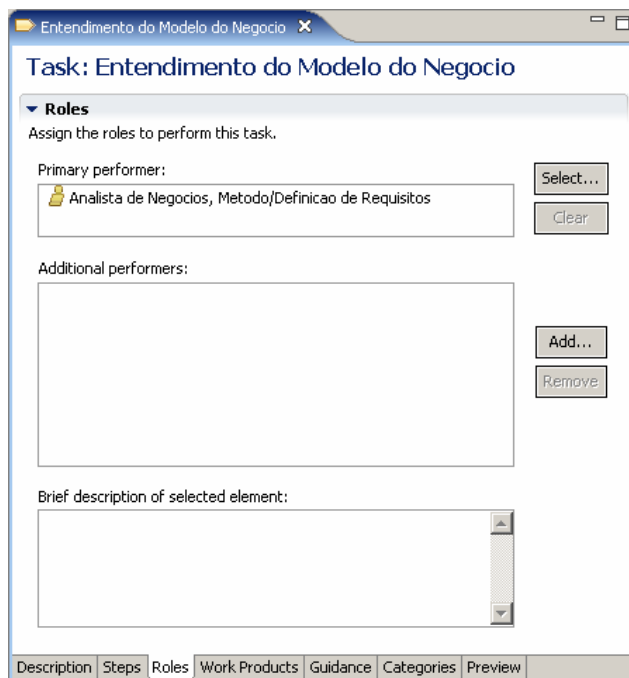 Entendimento do Modelo do Negocio
Task: Entendimento do Modelo do Negocio
Roles
Assign the roles to perform this task.
Primary performer:
Analista de Negocios, Metodo/Definicao de Requisitos
Select...
Clear
Additional performers:
Add...
Remove
Brief description of selected element:
Description Steps Roles Work Products Guidance Categories Preview